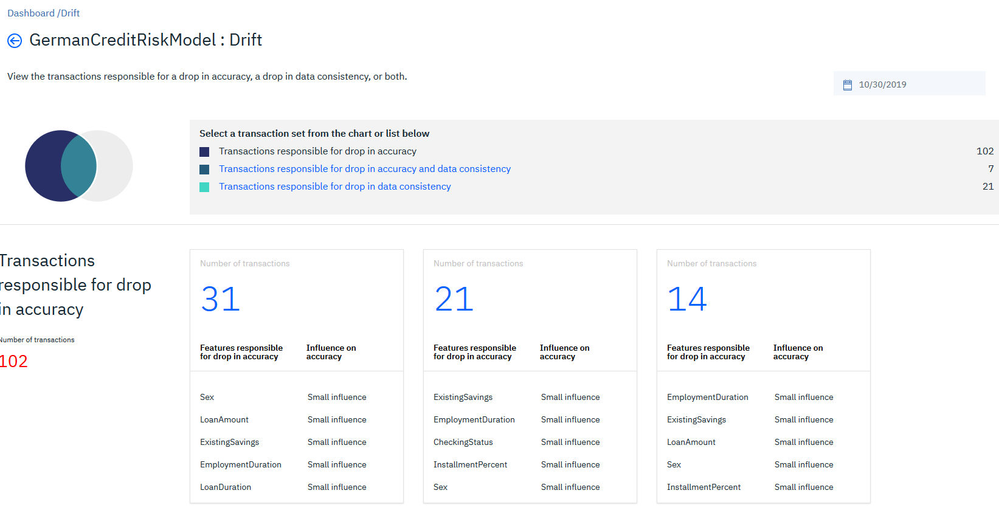 Dashboard /Drift
GermanCreditRiskModel : Drift
View the transactions responsible for a drop in accuracy, a drop in data consistency, or both.
10/30/2019
Select a transaction set from the chart or list below
Transactions responsible for drop in accuracy 102
Transactions responsible for drop in accuracy and data consistency 7
Transactions responsible for drop in data consistency 21
Transactions
responsible for drop
in accuracy
Number of transactions
102
Number of transactions
31
Features responsible Influence on
for drop in accuracy accuracy
Sex Small influence
LoanAmount Small influence
ExistingSavings Small influence
EmploymentDuration Small influence
LoanDuration Small influence
Number of transactions
21
Features responsible Influence on
for drop in accuracy accuracy
ExistingSavings Small influence
EmploymentDuration Small influence
CheckingStatus Small influence
InstallmentPercent Small influence
Sex Small influence
Number of transactions
14
Features responsible Influence on
for drop in accuracy accuracy
EmploymentDuration Small influence
ExistingSavings Small influence
LoanAmount Small influence
Sex Small influence
InstallmentPercent Small influence